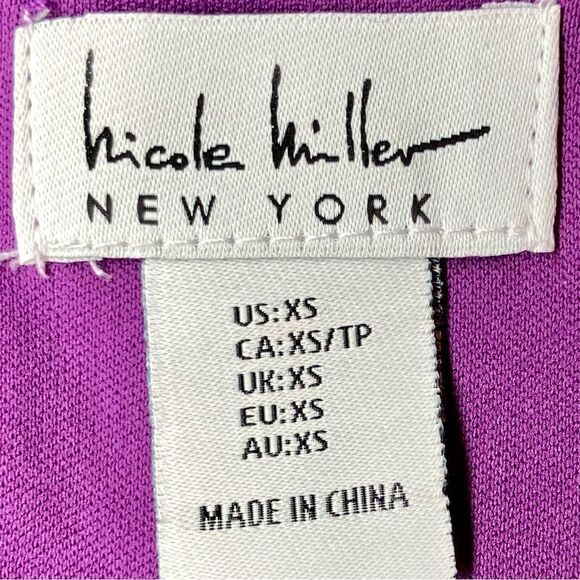 nicole miller
NEW YORK
US:XS
CA:XS/TP
UK:XS
EU:XS
AU:XS
MADE IN CHINA